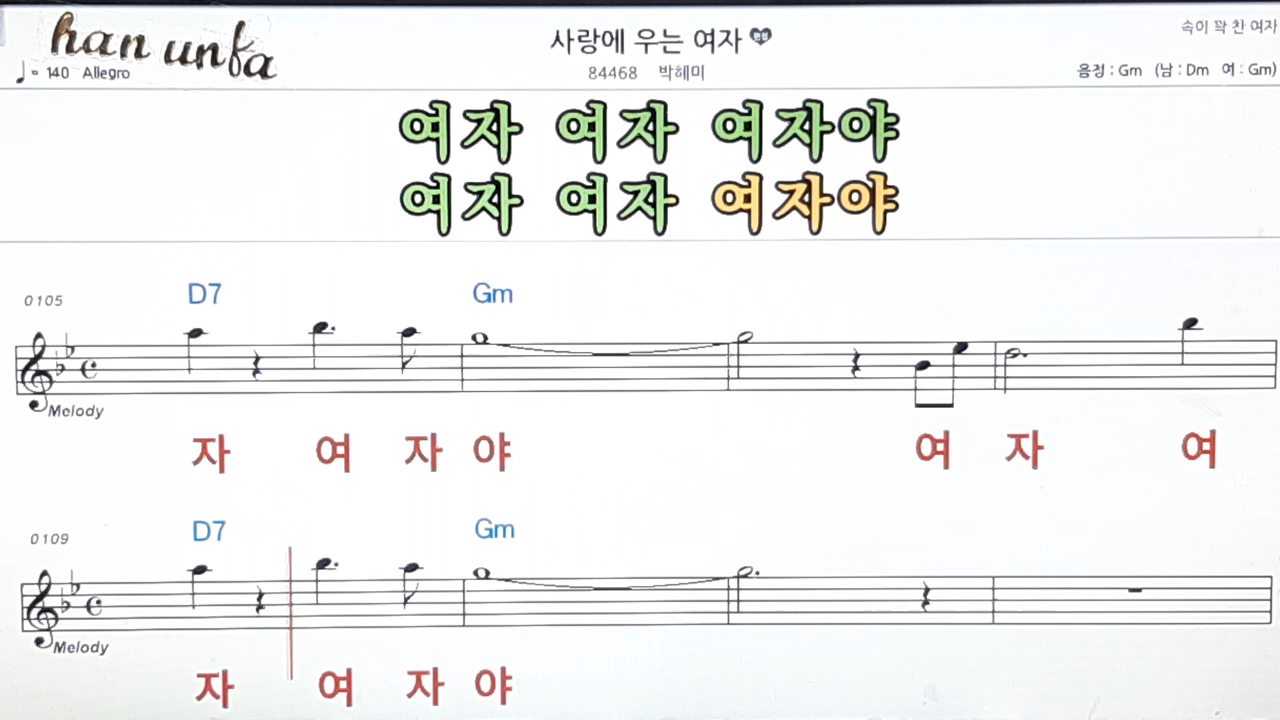 han unfa
사랑에 우는 여자
속이 꽉 친 여자
♩= 140 Allegro
84468 박혜미
음정 : Gm (남 : Dm 여 : Gm)
여자 여자 여자야
여자 여자 여자야
0105 D7 Gm
Melody
자 여 자 야 여 자 여
0109 D7 Gm
Melody
자 여 자 야